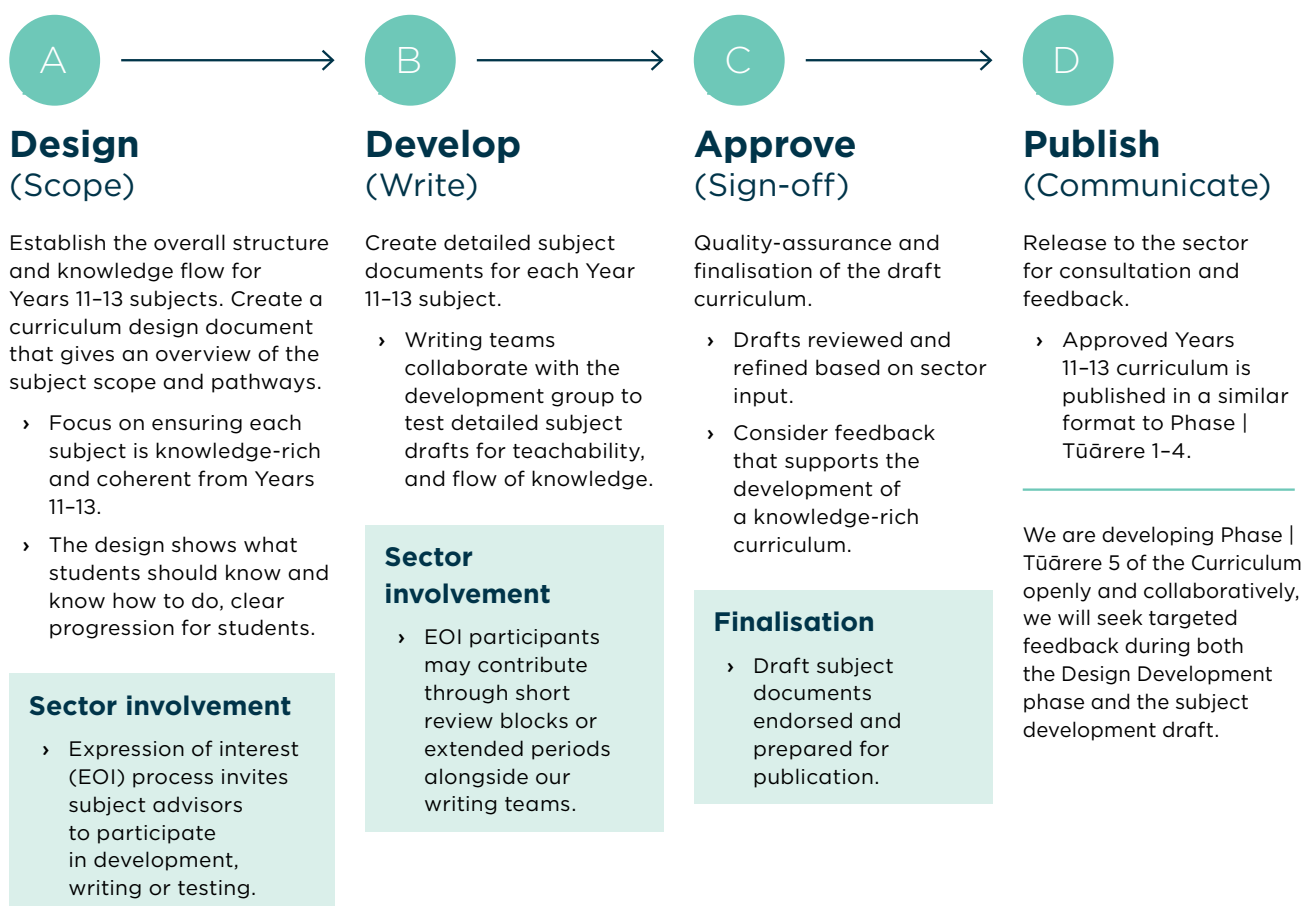 A
Design
(Scope)
Establish the overall structure
and knowledge flow for
Years 11–13 subjects. Create a
curriculum design document
that gives an overview of the
subject scope and pathways.
› Focus on ensuring each
subject is knowledge-rich
and coherent from Years
11–13.
› The design shows what
students should know and
know how to do, clear
progression for students.
Sector involvement
› Expression of interest
(EOI) process invites
subject advisors
to participate
in development,
writing or testing.
B
Develop
(Write)
Create detailed subject
documents for each Year
11–13 subject.
› Writing teams
collaborate with the
development group to
test detailed subject
drafts for teachability,
and flow of knowledge.
Sector
involvement
› EOI participants
may contribute
through short
review blocks or
extended periods
alongside our
writing teams.
C
Approve
(Sign-off)
Quality-assurance and
finalisation of the draft
curriculum.
› Drafts reviewed and
refined based on sector
input.
› Consider feedback
that supports the
development of
a knowledge-rich
curriculum.
Finalisation
› Draft subject
documents
endorsed and
prepared for
publication.
D
Publish
(Communicate)
Release to the sector
for consultation and
feedback.
› Approved Years
11–13 curriculum is
published in a similar
format to Phase |
Tūārere 1–4.
We are developing Phase |
Tūārere 5 of the Curriculum
openly and collaboratively,
we will seek targeted
feedback during both
the Design Development
phase and the subject
development draft.